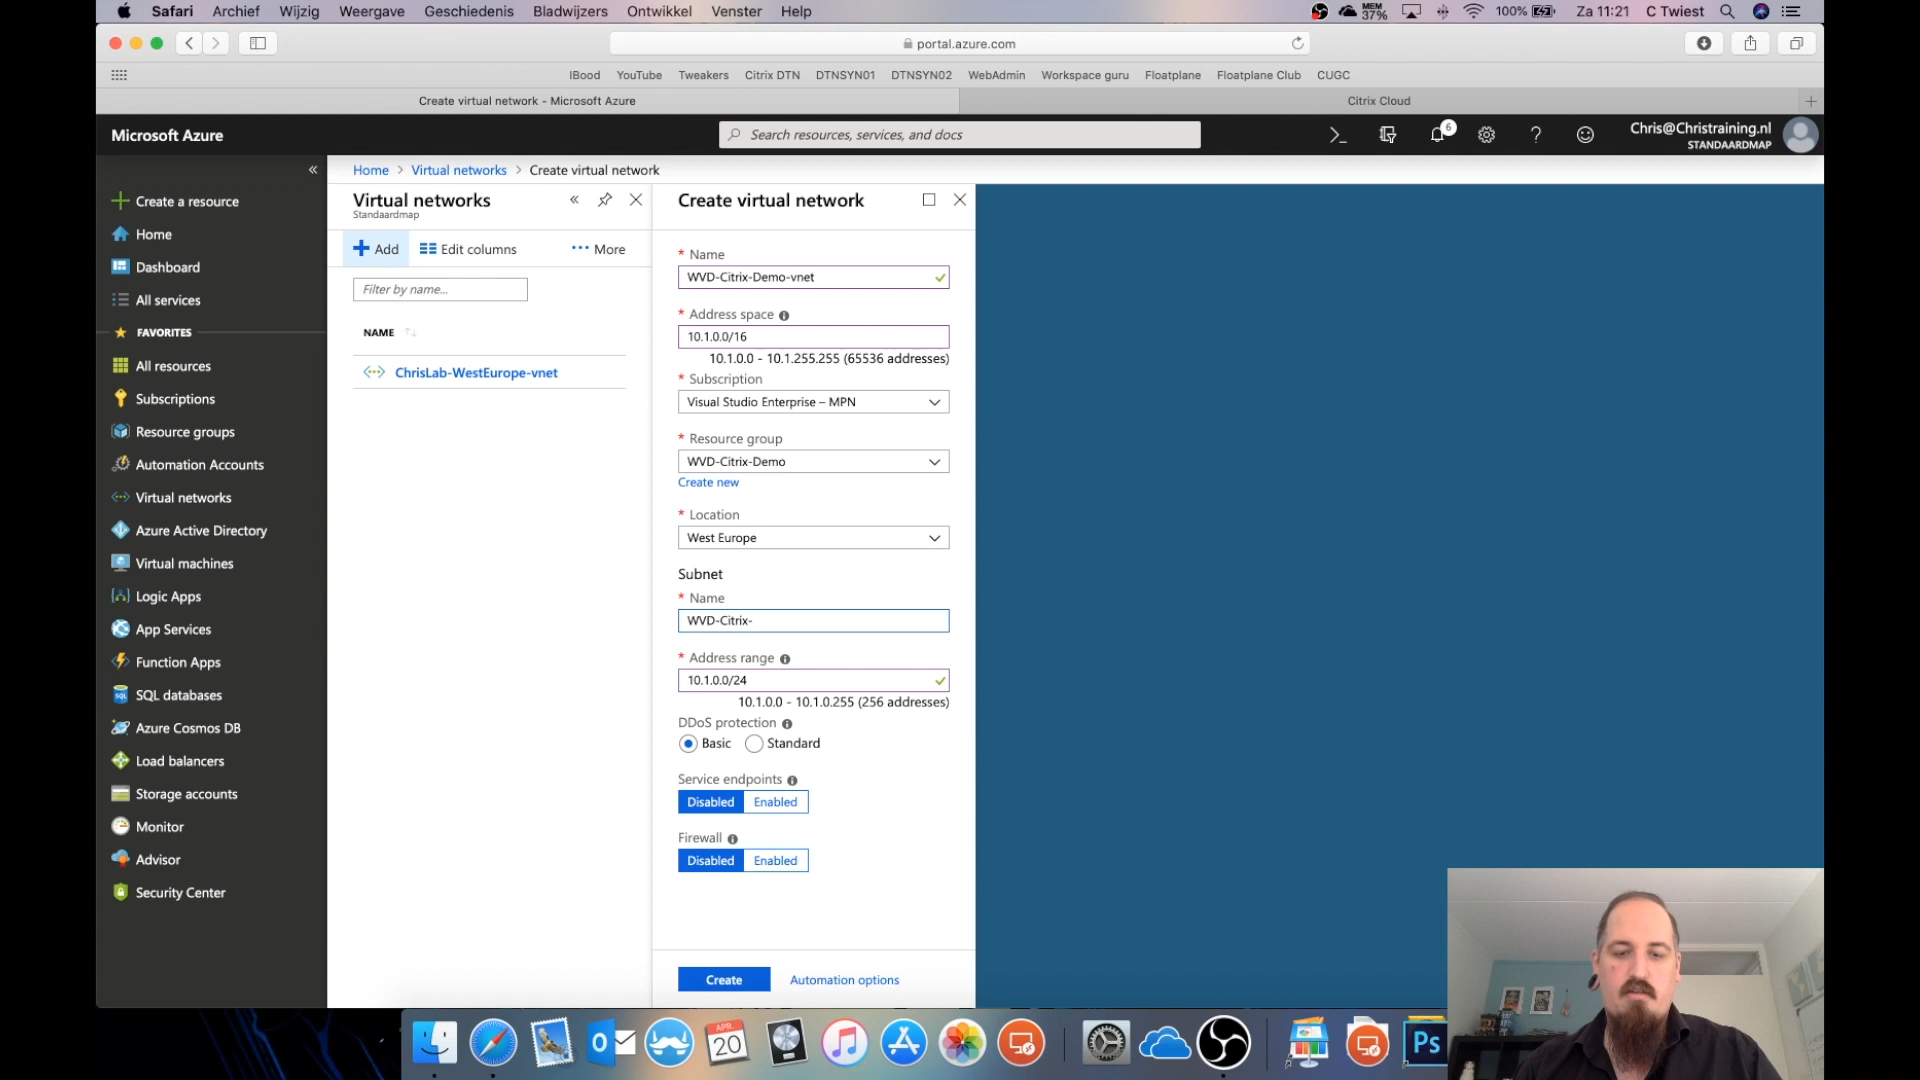 Safari Archief Wijzig Weergave Geschiedenis Bladwijzers Ontwikkel Venster Help MEM 37% 100% Za 11:21 C Twiest
portal.azure.com
IBood YouTube Tweakers Citrix DTN DTNSYN01 DTNSYN02 WebAdmin Workspace guru Floatplane Floatplane Club CUGC
Create virtual network - Microsoft Azure Citrix Cloud
Microsoft Azure
Search resources, services, and docs
6
Chris@Christraining.nl
STANDAARDMAP
Create a resource
Home
Dashboard
All services
FAVORITES
All resources
Subscriptions
Resource groups
Automation Accounts
Virtual networks
Azure Active Directory
Virtual machines
Logic Apps
App Services
Function Apps
SQL databases
Azure Cosmos DB
Load balancers
Storage accounts
Monitor
Advisor
Security Center
Home > Virtual networks > Create virtual network
Virtual networks
Standaardmap
Add Edit columns More
Filter by name...
NAME
ChrisLab-WestEurope-vnet
Create virtual network
* Name
WVD-Citrix-Demo-vnet
* Address space
10.1.0.0/16
10.1.0.0 - 10.1.255.255 (65536 addresses)
* Subscription
Visual Studio Enterprise – MPN
* Resource group
WVD-Citrix-Demo
Create new
* Location
West Europe
Subnet
* Name
WVD-Citrix-
* Address range
10.1.0.0/24
10.1.0.0 - 10.1.0.255 (256 addresses)
DDoS protection
Basic Standard
Service endpoints
Disabled Enabled
Firewall
Disabled Enabled
Create Automation options
APR. 20
Ps